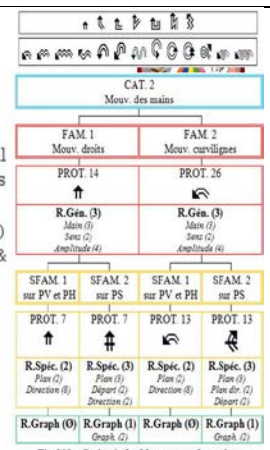 CAT. 2
Mouv. des mains
FAM. 1
Mouv. droits
FAM. 2
Mouv. curvilignes
PROT. 14
PROT. 26
R.Gén. (3)
Main (3)
Sens (2)
Amplitude (4)
R.Gén. (3)
Main (3)
Sens (2)
Amplitude (4)
SFAM. 1
sur PV et PH
SFAM. 2
sur PS
SFAM. 1
sur PV et PH
SFAM. 2
sur PS
PROT. 7
PROT. 7
PROT. 13
PROT. 13
R.Spéc. (2)
Plan (2)
Direction (8)
R.Spéc. (3)
Plan (3)
Départ (2)
Direction (2)
R.Spéc. (2)
Plan (2)
Direction (8)
R.Spéc. (3)
Plan (3)
Plan dir. (2)
Départ (2)
R.Graph (Ø)
R.Graph (1)
Graph. (2)
R.Graph (Ø)
R.Graph (1)
Graph. (2)